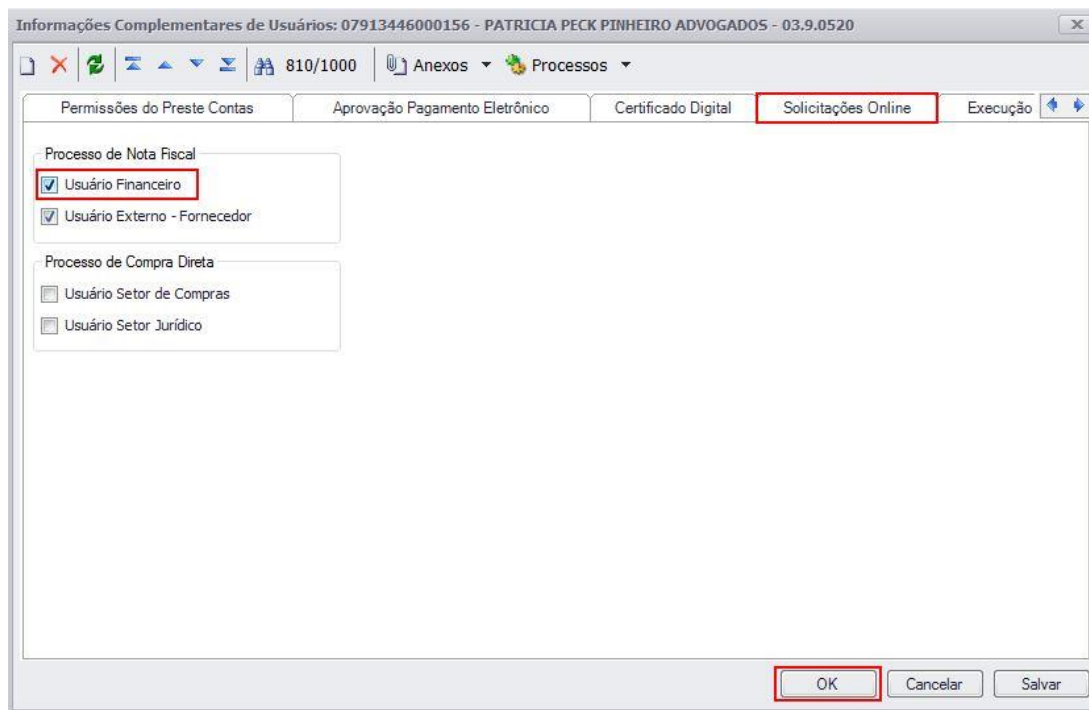 Informações Complementares de Usuários: 07913446000156 - PATRICIA PECK PINHEIRO ADVOGADOS - 03.9.0520
810/1000 Anexos Processos
Permissões do Preste Contas Aprovação Pagamento Eletrônico Certificado Digital Solicitações Online Execução
Processo de Nota Fiscal
Usuário Financeiro
Usuário Externo - Fornecedor
Processo de Compra Direta
Usuário Setor de Compras
Usuário Setor Jurídico
OK Cancelar Salvar